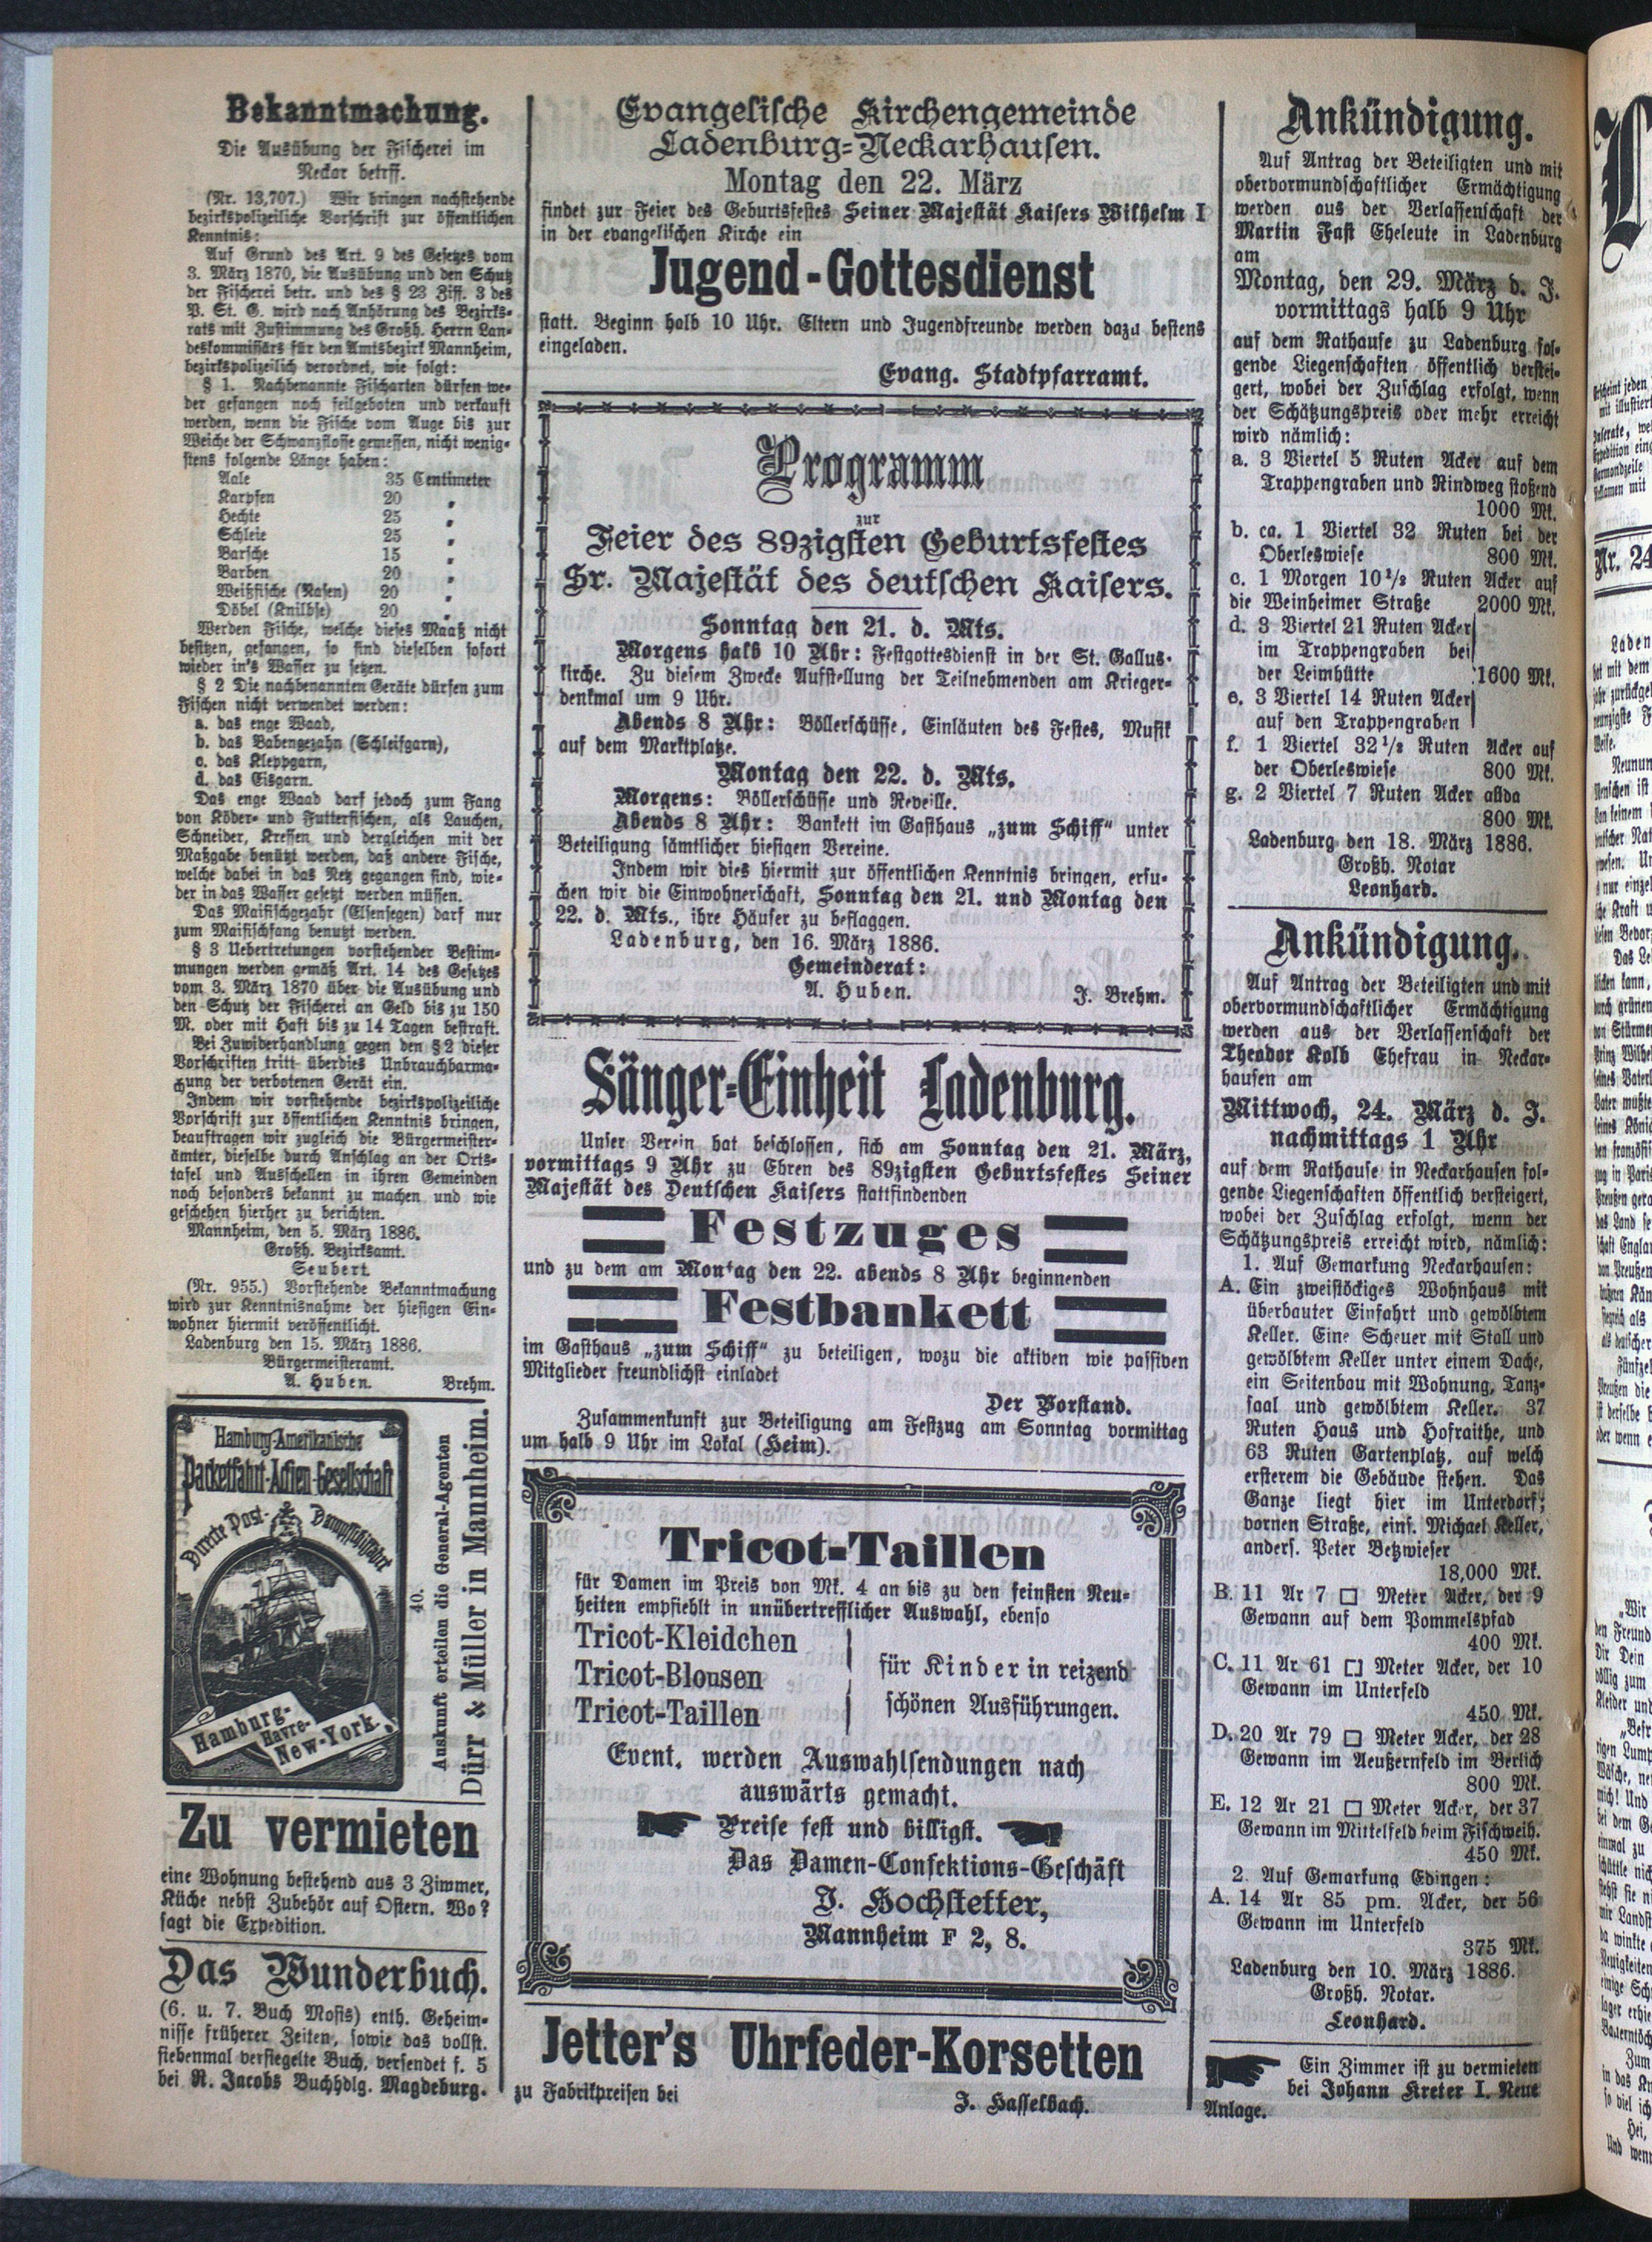 Bekanntmachung.
Die Ausübung der Fischerei im
Neckar betrff.
(Nr. 13,707.) Wir bringen nachstehende
bezirkspolizeiliche Vorschrift zur öffentlichen
Kenntnis:
Auf Grund des Art. 9 des Gesetzes vom
3. März 1870, die Ausübung und den Schutz
der Fischerei betr. und des § 23 Ziff. 3 des
P. St. G. wird nach Anhörung des Bezirks-
rats mit Zustimmung des Großh. Herrn Lan-
deskommissärs für den Amtsbezirk Mannheim,
bezirkspolizeilich verordnet, wie folgt:
§ 1. Nachbenannte Fischarten dürfen we-
der gefangen noch feilgeboten und verkauft
werden, wenn die Fische vom Auge bis zur
Weiche der Schwanzflosse gemessen, nicht wenig-
stens folgende Länge haben:
Aale 35 Centimeter
Karpfen 20 „
Hechte 25 „
Schleie 25 „
Barsche 15 „
Barben 20 „
Weißfische (Nasen) 20 „
Döbel (Knilbse) 20 „
Werden Fische, welche dieses Maaß nicht
besitzen, gefangen, so sind dieselben sofort
wieder in's Wasser zu setzen.
§ 2 Die nachbenannten Geräte dürfen zum
Fischen nicht verwendet werden:
a. das enge Waad,
b. das Babengezahn (Schleifgarn),
c. das Kleppgarn,
d. das Eisgarn.
Das enge Waad darf jedoch zum Fang
von Köder- und Futterfischen, als Lauchen,
Schneider, Kressen und dergleichen mit der
Maßgabe benützt werden, daß andere Fische,
welche dabei in das Netz gegangen sind, wie-
der in das Wasser gesetzt werden müssen.
Das Maifischgezahr (Elsensegen) darf nur
zum Maifischfang benutzt werden.
§ 3 Uebertretungen vorstehender Bestim-
mungen werden gemäß Art. 14 des Gesetzes
vom 3. März 1870 über die Ausübung und
den Schutz der Fischerei an Geld bis zu 150
M. oder mit Haft bis zu 14 Tagen bestraft.
Bei Zuwiderhandlung gegen den § 2 dieser
Vorschriften tritt überdies Unbrauchbarma-
chung der verbotenen Gerät ein.
Indem wir vorstehende bezirkspolizeiliche
Vorschrift zur öffentlichen Kenntnis bringen,
beauftragen wir zugleich die Bürgermeister-
ämter, dieselbe durch Anschlag an der Orts-
tafel und Ausschellen in ihren Gemeinden
noch besonders bekannt zu machen und wie
geschehen hierher zu berichten.
Mannheim, den 5. März 1886.
Großh. Bezirksamt.
Seubert.
(Nr. 955.) Vorstehende Bekanntmachung
wird zur Kenntnisnahme der hiesigen Ein-
wohner hiermit veröffentlicht.
Ladenburg den 15. März 1886.
Bürgermeisteramt.
A. Huben. Brehm.
Hamburg-Amerikanische
Packetfahrt-Actien-Gesellschaft
Directe Post- Dampfschiffahrt
Hamburg-
Havre-
New-York.
40.
Auskunft erteilen die General-Agenten
Dürr & Müller in Mannheim.
Zu vermieten
eine Wohnung bestehend aus 3 Zimmer,
Küche nebst Zubehör auf Ostern. Wo?
sagt die Expedition.
Das Wunderbuch.
(6. u. 7. Buch Mosis) enth. Geheim-
nisse früherer Zeiten, sowie das vollst.
siebenmal versiegelte Buch, versendet f. 5
bei R. Jacobs Buchhdlg. Magdeburg.
Evangelische Kirchengemeinde
Ladenburg-Neckarhausen.
Montag den 22. März
findet zur Feier des Geburtsfestes Seiner Majestät Kaisers Wilhelm I
in der evangelischen Kirche ein
Jugend-Gottesdienst
statt. Beginn halb 10 Uhr. Eltern und Jugendfreunde werden dazu bestens
eingeladen.
Evang. Stadtpfarramt.
Programm
zur
Feier des 89zigsten Geburtsfestes
Sr. Majestät des deutschen Kaisers.
Sonntag den 21. d. Mts.
Morgens halb 10 Uhr: Festgottesdienst in der St. Gallus-
kirche. Zu diesem Zwecke Aufstellung der Teilnehmenden am Krieger-
denkmal um 9 Uhr.
Abends 8 Uhr: Böllerschüsse, Einläuten des Festes, Musik
auf dem Marktplatze.
Montag den 22. d. Mts.
Morgens: Böllerschüsse und Reveille.
Abends 8 Uhr: Bankett im Gasthaus „zum Schiff“ unter
Beteiligung sämtlicher hiesigen Vereine.
Indem wir dies hiermit zur öffentlichen Kenntnis bringen, ersu-
chen wir die Einwohnerschaft, Sonntag den 21. und Montag den
22. d. Mts., ihre Häuser zu beflaggen.
Ladenburg, den 16. März 1886.
Gemeinderat:
A. Huben. J. Brehm.
Sänger-Einheit Ladenburg.
Unser Verein hat beschlossen, sich am Sonntag den 21. März,
vormittags 9 Uhr zu Ehren des 89zigsten Geburtsfestes Seiner
Majestät des Deutschen Kaisers stattfindenden
Festzuges
und zu dem am Montag den 22. abends 8 Uhr beginnenden
Festbankett
im Gasthaus „zum Schiff“ zu beteiligen, wozu die aktiven wie passiven
Mitglieder freundlichst einladet
Der Vorstand.
Zusammenkunft zur Beteiligung am Festzug am Sonntag vormittag
um halb 9 Uhr im Lokal (Heim).
Tricot-Taillen
für Damen im Preis von Mk. 4 an bis zu den feinsten Neu-
heiten empfiehlt in unübertrefflicher Auswahl, ebenso
Tricot-Kleidchen
Tricot-Blousen
Tricot-Taillen
für Kinder in reizend
schönen Ausführungen.
Event. werden Auswahlsendungen nach
auswärts gemacht.
Preise fest und billigst.
Das Damen-Confektions-Geschäft
J. Hochstetter,
Mannheim F 2, 8.
Jetter's Uhrfeder-Korsetten
zu Fabrikpreisen bei
J. Hasselbach.
Ankündigung.
Auf Antrag der Beteiligten und mit
obervormundschaftlicher Ermächtigung
werden aus der Verlassenschaft der
Martin Fast Eheleute in Ladenburg
am
Montag, den 29. März d. J.
vormittags halb 9 Uhr
auf dem Rathause zu Ladenburg fol-
gende Liegenschaften öffentlich verstei-
gert, wobei der Zuschlag erfolgt, wenn
der Schätzungspreis oder mehr erreicht
wird nämlich:
a. 3 Viertel 5 Ruten Acker auf dem
Trappengraben und Rindweg stoßend
1000 Mk.
b. ca. 1 Viertel 32 Ruten bei der
Oberleswiese 800 Mk.
c. 1 Morgen 10½ Ruten Acker auf
die Weinheimer Straße 2000 Mk.
d. 3 Viertel 21 Ruten Acker
im Trappengraben bei
der Leimhütte 1600 Mk.
e. 3 Viertel 14 Ruten Acker
auf den Trappengraben
f. 1 Viertel 32½ Ruten Acker auf
der Oberleswiese 800 Mk.
g. 2 Viertel 7 Ruten Acker allda
800 Mk.
Ladenburg den 18. März 1886.
Großh. Notar
Leonhard.
Ankündigung.
Auf Antrag der Beteiligten und mit
obervormundschaftlicher Ermächtigung
werden aus der Verlassenschaft der
Theodor Kolb Ehefrau in Neckar-
hausen am
Mittwoch, 24. März d. J.
nachmittags 1 Uhr
auf dem Rathause in Neckarhausen fol-
gende Liegenschaften öffentlich versteigert,
wobei der Zuschlag erfolgt, wenn der
Schätzungspreis erreicht wird, nämlich:
1. Auf Gemarkung Neckarhausen:
A. Ein zweistöckiges Wohnhaus mit
überbauter Einfahrt und gewölbtem
Keller. Eine Scheuer mit Stall und
gewölbtem Keller unter einem Dache,
ein Seitenbau mit Wohnung, Tanz-
saal und gewölbtem Keller. 37
Ruten Haus und Hofraithe, und
63 Ruten Gartenplatz, auf welch
ersterem die Gebäude stehen. Das
Ganze liegt hier im Unterdorf;
vornen Straße, eins. Michael Keller,
anders. Peter Betzwieser
18,000 Mk.
B. 11 Ar 7 □ Meter Acker, der 9
Gewann auf dem Pommelspfad
400 Mk.
C. 11 Ar 61 □ Meter Acker, der 10
Gewann im Unterfeld
450 Mk.
D. 20 Ar 79 □ Meter Acker, der 28
Gewann im Aeußernfeld im Berlich
800 Mk.
E. 12 Ar 21 □ Meter Acker, der 37
Gewann im Mittelfeld beim Fischweih.
450 Mk.
2. Auf Gemarkung Edingen:
A. 14 Ar 85 pm. Acker, der 56
Gewann im Unterfeld
375 Mk.
Ladenburg den 10. März 1886.
Großh. Notar.
Leonhard.
Ein Zimmer ist zu vermieten
bei Johann Kreter I. Neue
Anlage.
Nr. 24